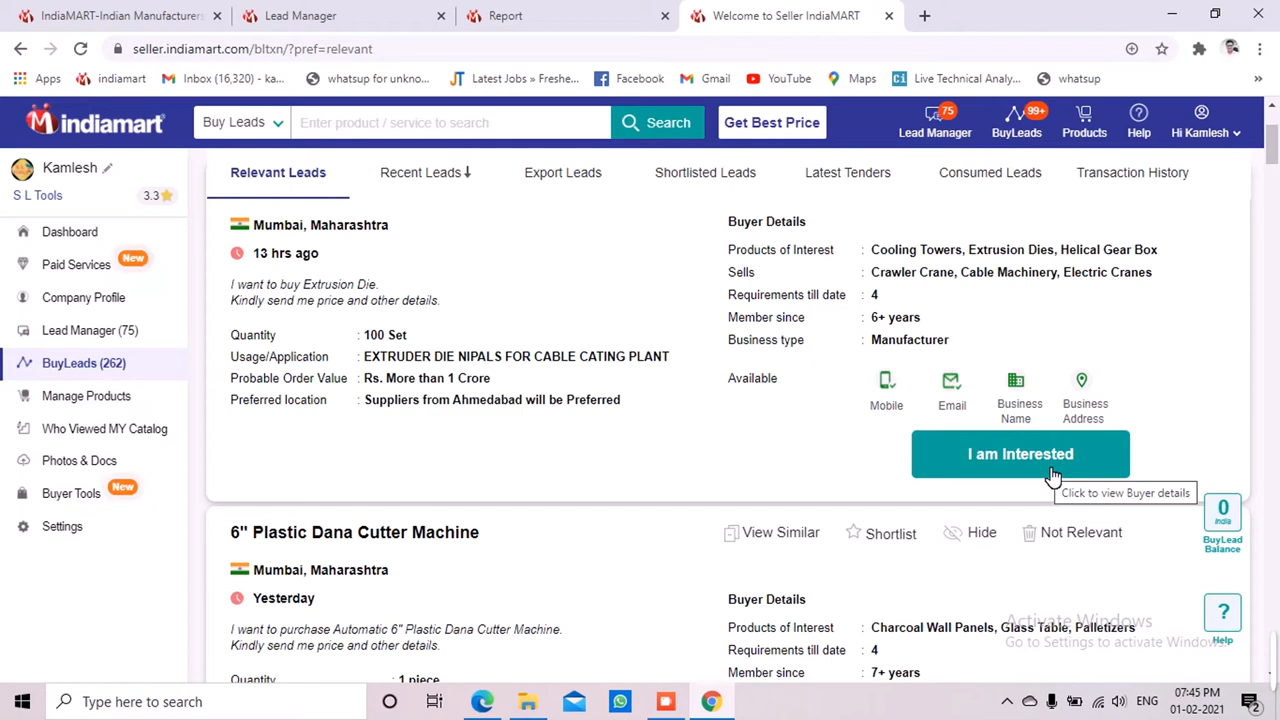 IndiaMART-Indian Manufacturers
Lead Manager
Report
Welcome to Seller IndiaMART
seller.indiamart.com/bltxn/?pref=relevant
Apps
indiamart
Inbox (16,320) - ka...
whatsup for unkno...
Latest Jobs » Freshe...
Facebook
Gmail
YouTube
Maps
Live Technical Analy...
whatsup
»
indiamart
Buy Leads
Enter product / service to search
Search
Get Best Price
75
Lead Manager
99+
BuyLeads
Products
Help
Hi Kamlesh
Kamlesh
S L Tools
3.3
Dashboard
Paid Services
New
Company Profile
Lead Manager (75)
BuyLeads (262)
Manage Products
Who Viewed MY Catalog
Photos & Docs
Buyer Tools
New
Settings
Relevant Leads
Recent Leads
Export Leads
Shortlisted Leads
Latest Tenders
Consumed Leads
Transaction History
Mumbai, Maharashtra
13 hrs ago
I want to buy Extrusion Die.
Kindly send me price and other details.
Quantity : 100 Set
Usage/Application : EXTRUDER DIE NIPALS FOR CABLE CATING PLANT
Probable Order Value : Rs. More than 1 Crore
Preferred location : Suppliers from Ahmedabad will be Preferred
Buyer Details
Products of Interest : Cooling Towers, Extrusion Dies, Helical Gear Box
Sells : Crawler Crane, Cable Machinery, Electric Cranes
Requirements till date : 4
Member since : 6+ years
Business type : Manufacturer
Available
Mobile
Email
Business Name
Business Address
I am Interested
Click to view Buyer details
0
India
BuyLead
Balance
6" Plastic Dana Cutter Machine
View Similar
Shortlist
Hide
Not Relevant
Mumbai, Maharashtra
Yesterday
I want to purchase Automatic 6" Plastic Dana Cutter Machine.
Kindly send me price and other details.
Quantity : 1 piece
Buyer Details
Products of Interest : Charcoal Wall Panels, Glass Table, Palletizers
Requirements till date : 4
Member since : 7+ years
?
Help
Activate Windows
Go to Settings to activate Windows.
Type here to search
ENG
07:45 PM
01-02-2021
2